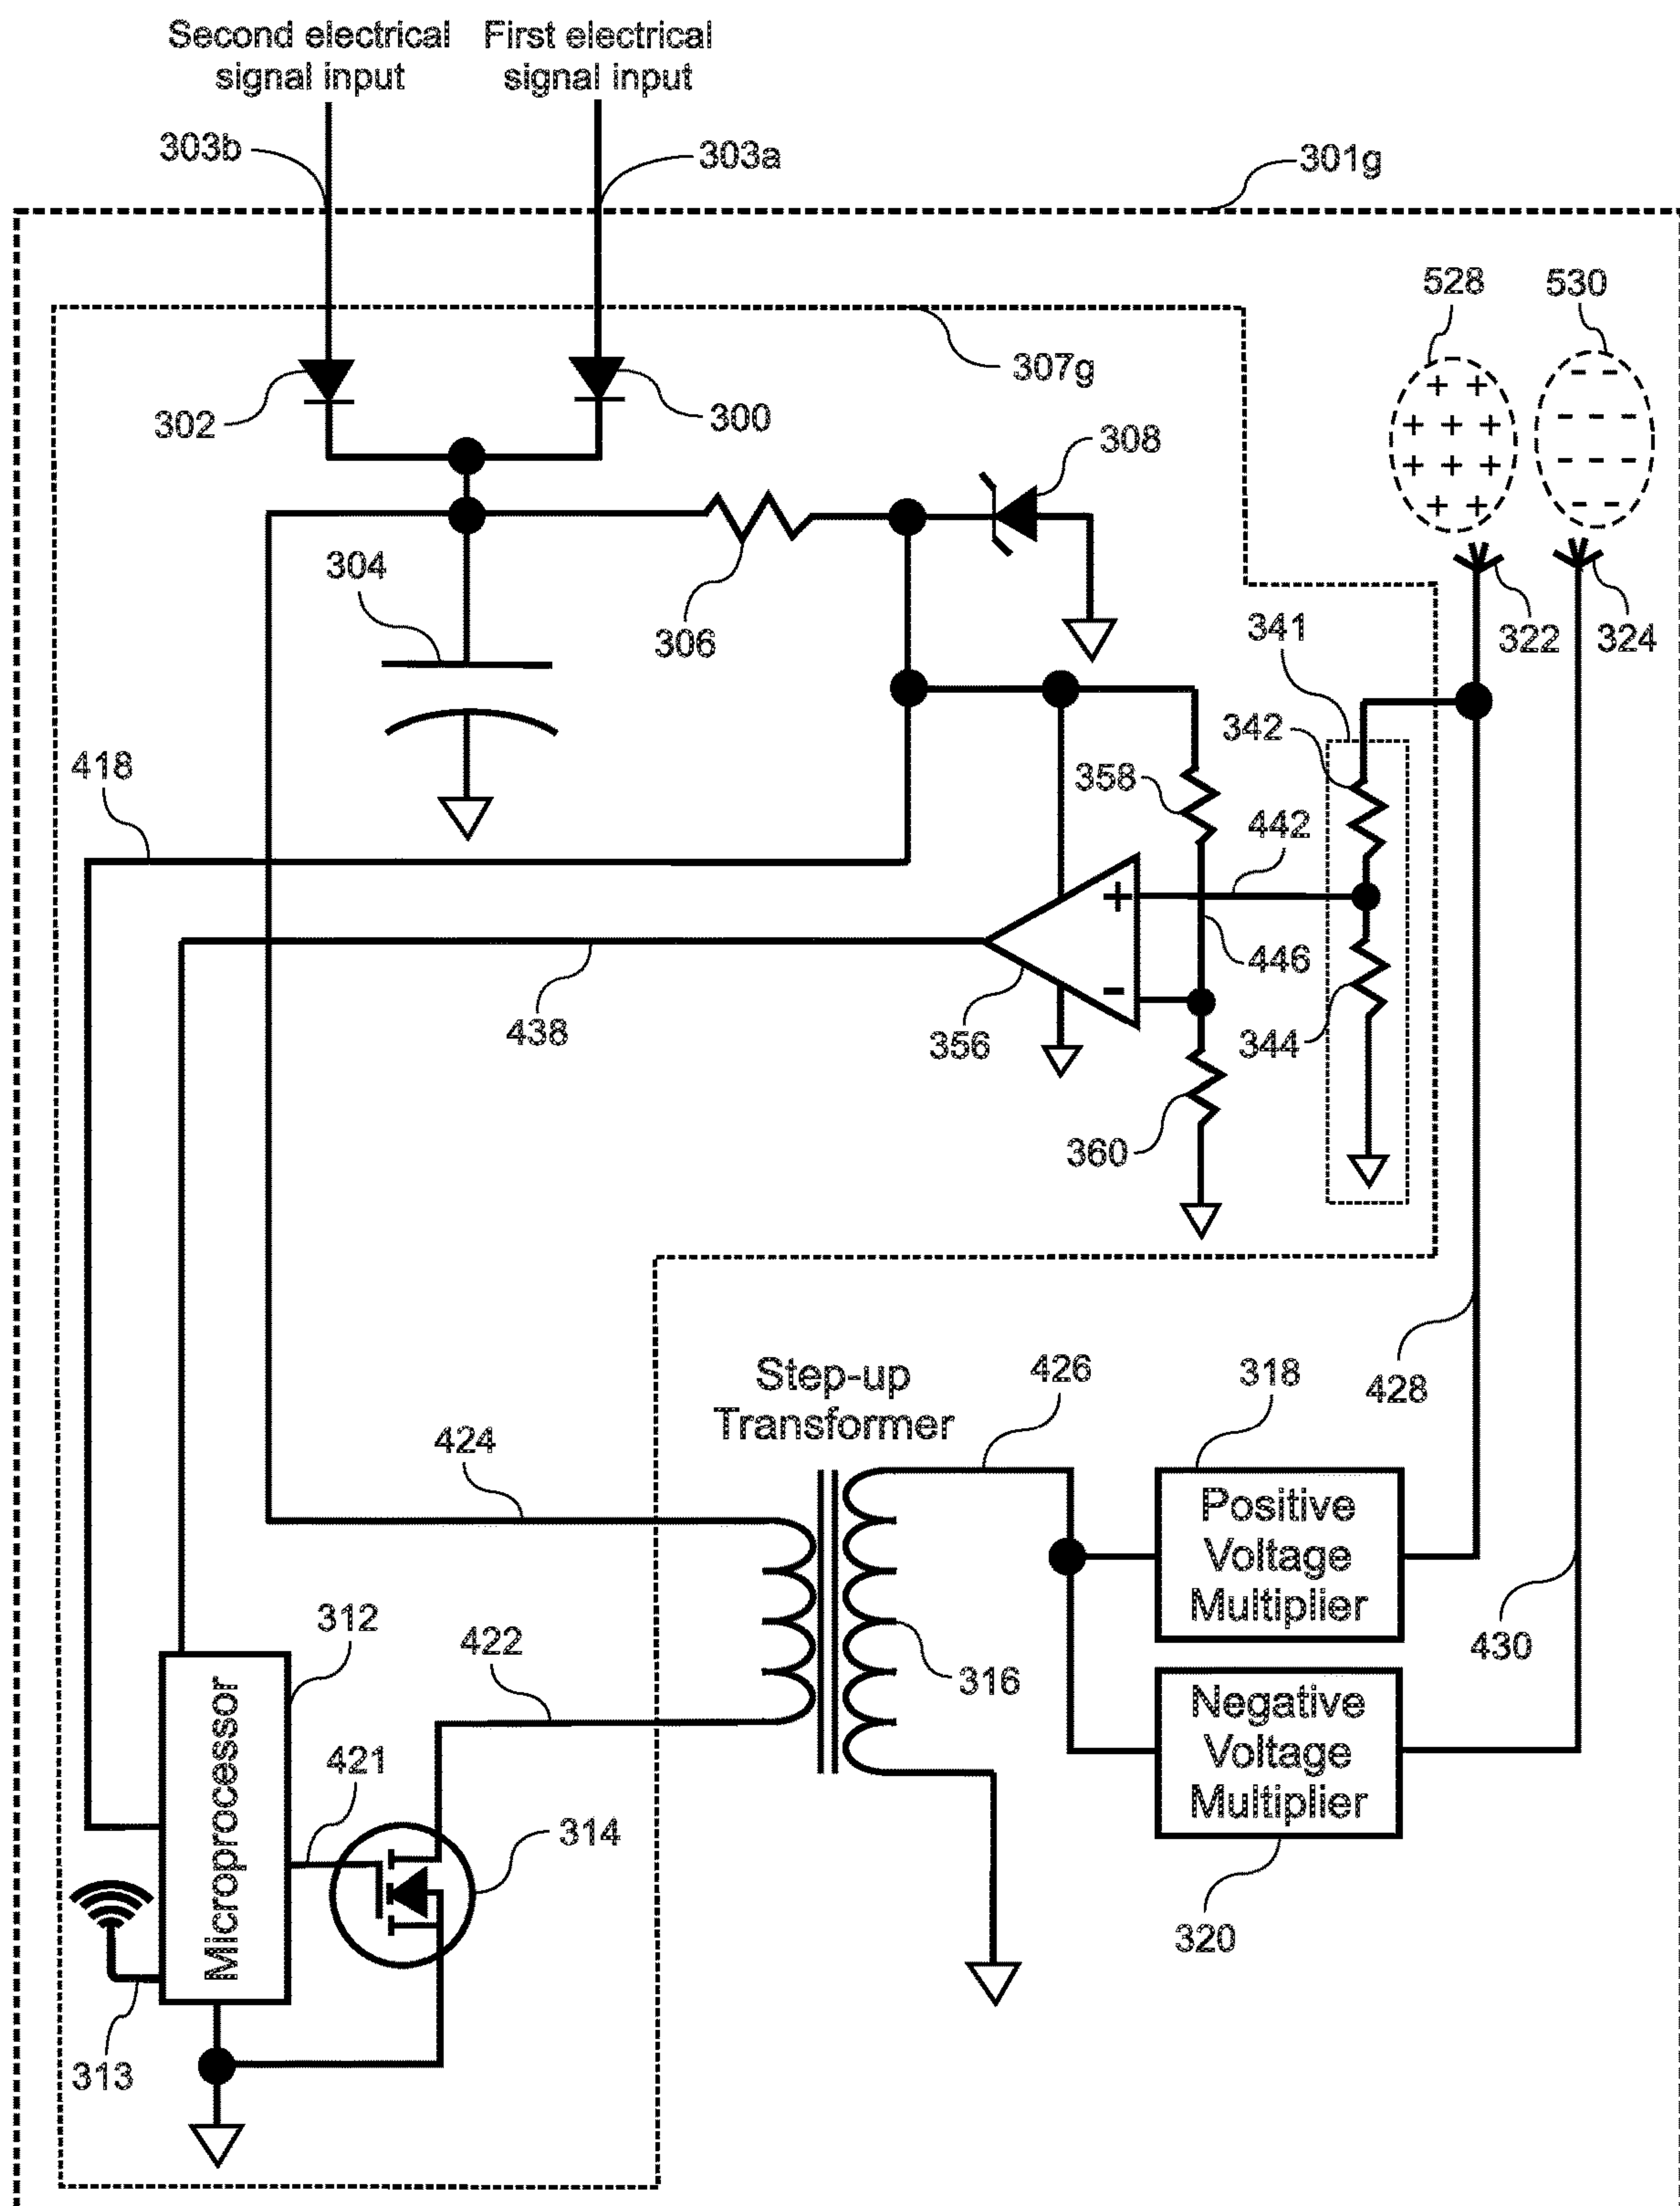 Second electrical
signal input
First electrical
signal input
303b
303a
301g
528
530
307g
302
300
308
304
306
341
322
324
342
418
358
442
446
438
356
344
360
Step-up
Transformer
426
318
428
424
Positive
Voltage
Multiplier
312
422
316
430
Negative
Voltage
Multiplier
Microprocessor
421
314
320
313